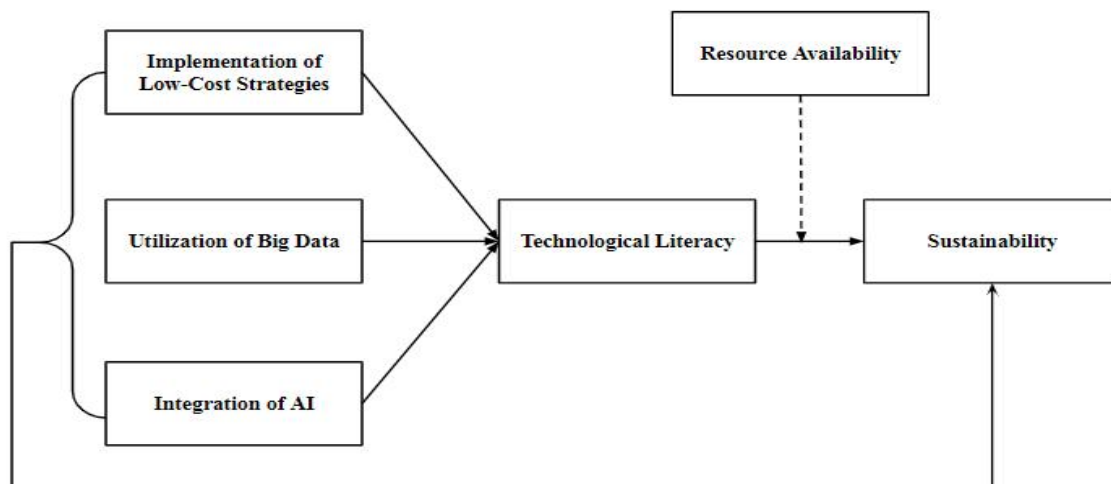 Implementation of
Low-Cost Strategies
Resource Availability
Utilization of Big Data
Technological Literacy
Sustainability
Integration of AI